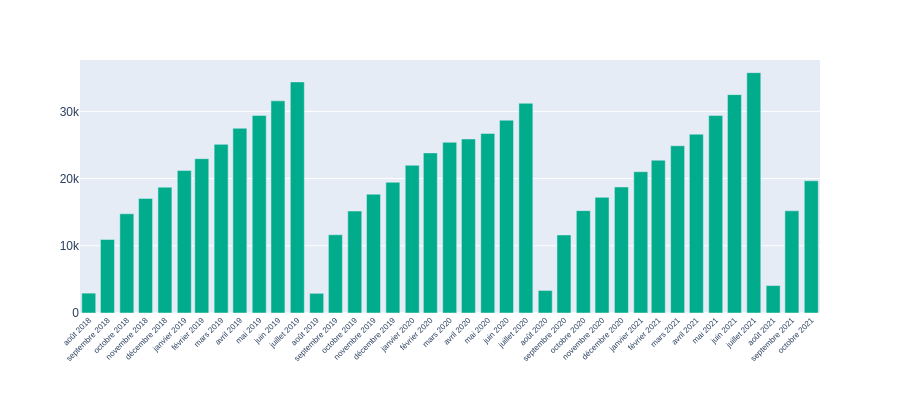 30k
20k
10k
0
août 2018
septembre 2018
octobre 2018
novembre 2018
décembre 2018
janvier 2019
février 2019
mars 2019
avril 2019
mai 2019
juin 2019
juillet 2019
août 2019
septembre 2019
octobre 2019
novembre 2019
décembre 2019
janvier 2020
février 2020
mars 2020
avril 2020
mai 2020
juin 2020
juillet 2020
août 2020
septembre 2020
octobre 2020
novembre 2020
décembre 2020
janvier 2021
février 2021
mars 2021
avril 2021
mai 2021
juin 2021
juillet 2021
août 2021
septembre 2021
octobre 2021